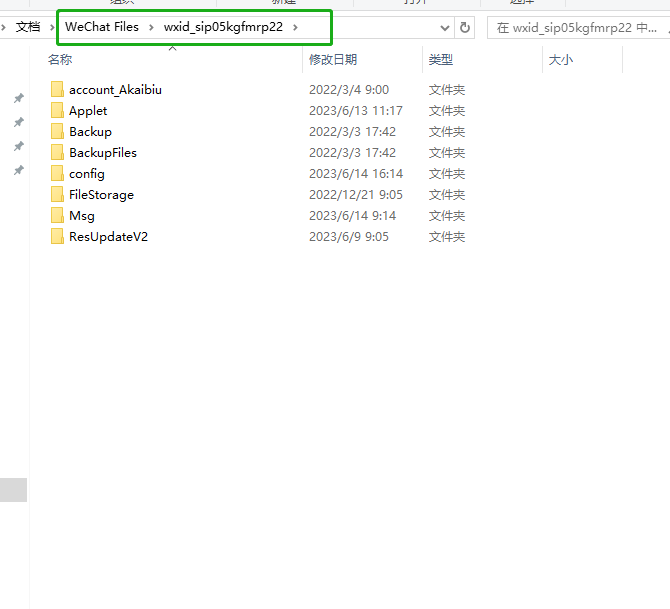 组织 新建 打开 选择
文档 WeChat Files wxid_sip05kgfmrp22 在 wxid_sip05kgfmrp22 中...
名称 修改日期 类型 大小
account_Akaibiu 2022/3/4 9:00 文件夹
Applet 2023/6/13 11:17 文件夹
Backup 2022/3/3 17:42 文件夹
BackupFiles 2022/3/3 17:42 文件夹
config 2023/6/14 16:14 文件夹
FileStorage 2022/12/21 9:05 文件夹
Msg 2023/6/14 9:14 文件夹
ResUpdateV2 2023/6/9 9:05 文件夹